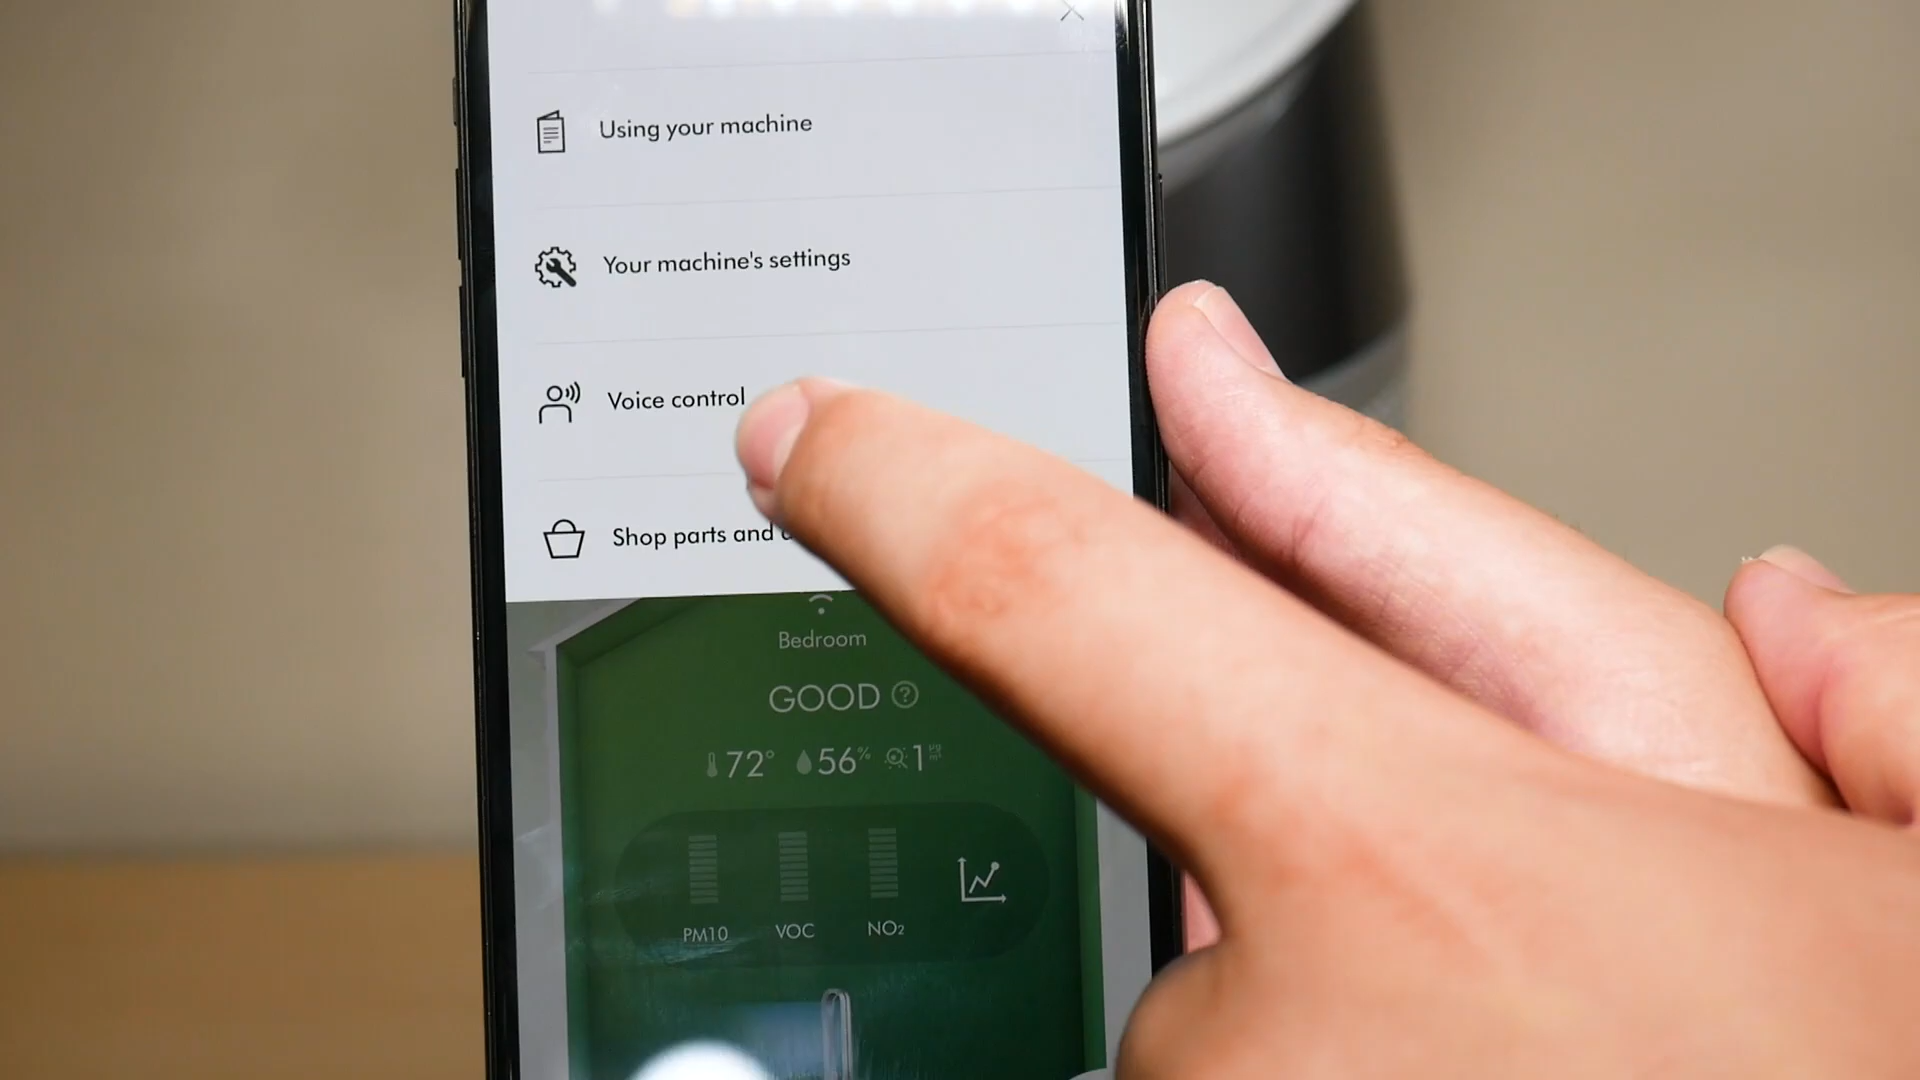 Using your machine
Your machine's settings
Voice control
Shop parts and
Bedroom
GOOD ?
72° 56% 1
PM10 VOC NO₂